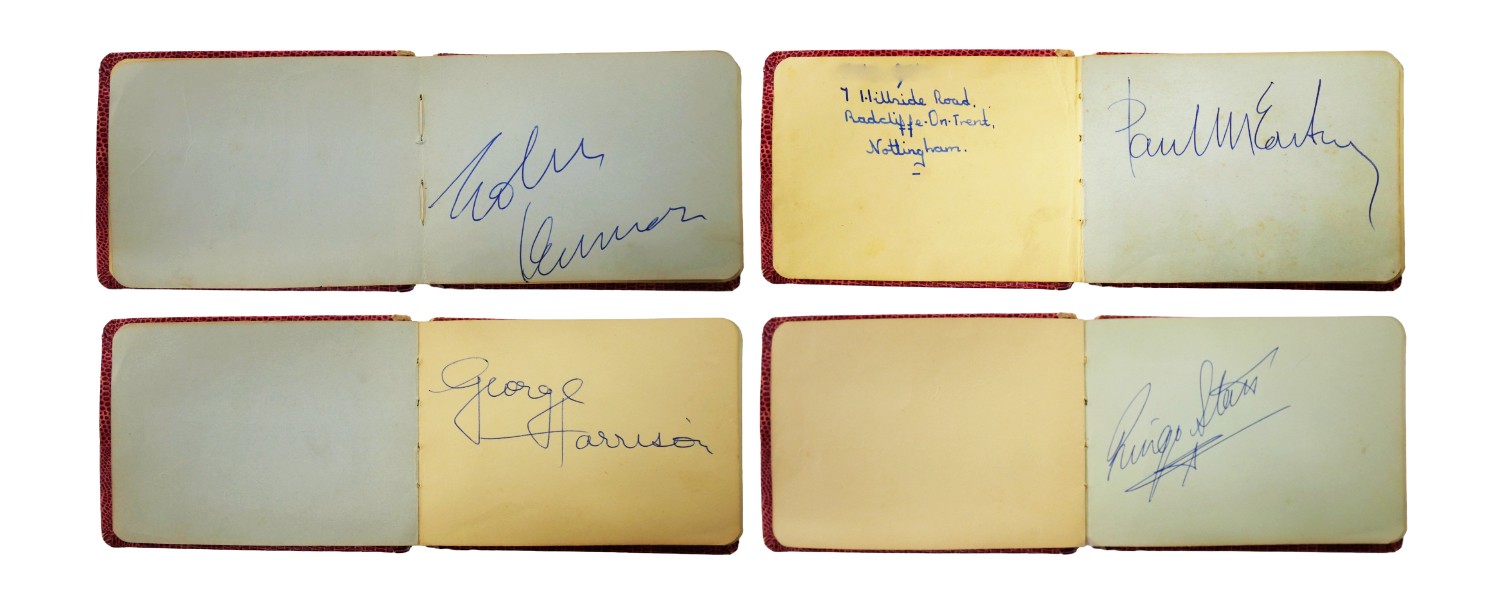 John
Lennon
7 Hillside Road,
Radcliffe-On-Trent,
Nottingham.
Paul McCartney
George
Harrison
Ringo Starr